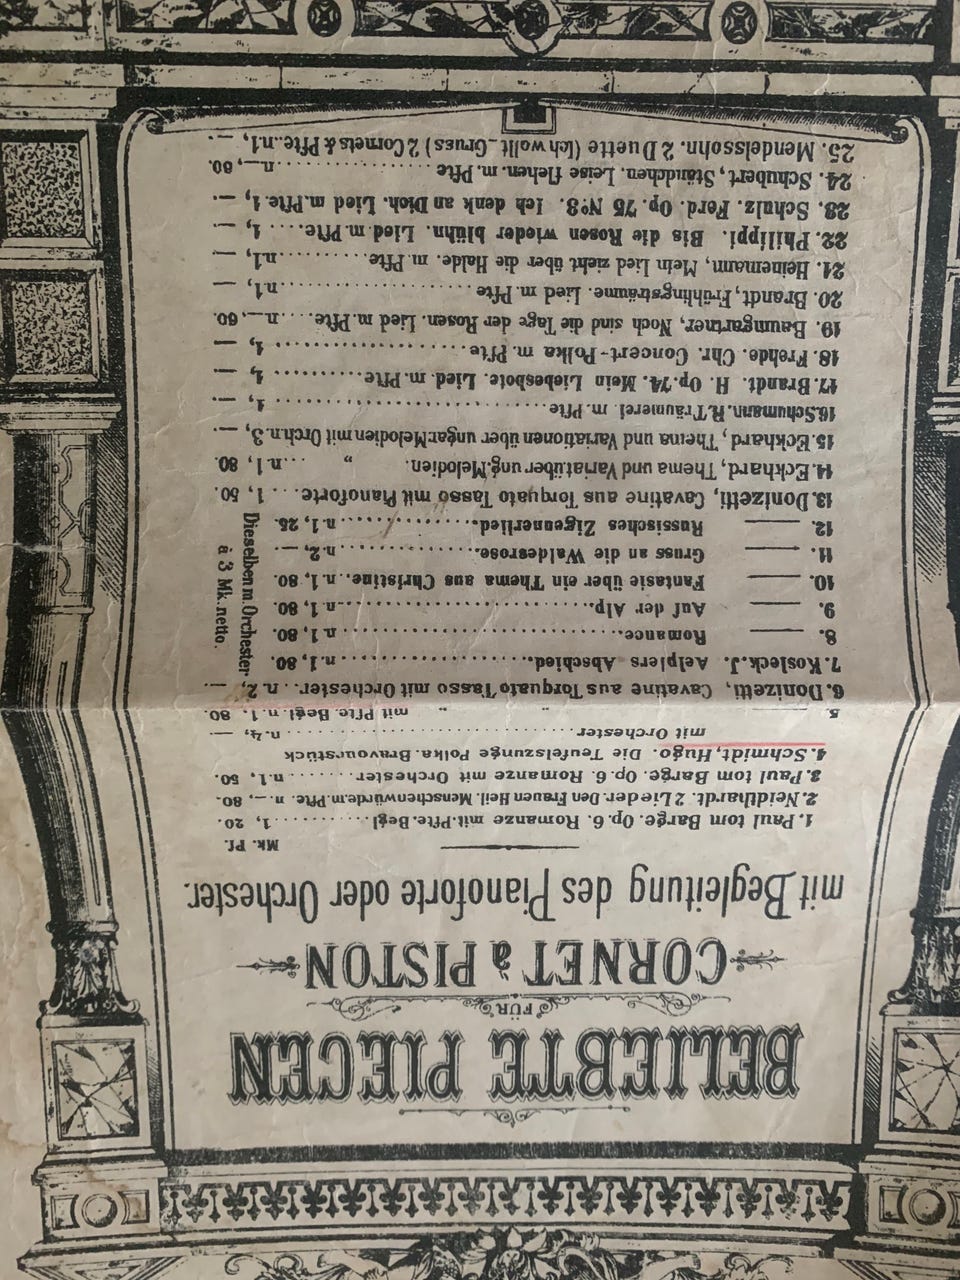 BELIEBTE PIECEN
FÜR
CORNET à PISTON
mit Begleitung des Pianoforte oder Orchester.
Mk. Pf.
1. Paul tom Barge. Op. 6. Romanze mit Pfte. Begl. .......... 1, 20.
2. Neidthardt. 2 Lieder. Den Frauen Heil. Menschenwürde. m. Pfte. n. —, 80.
3. Paul tom Barge. Op. 6. Romanze mit Orchester ....... n. 1, 50
4. Schmidt, Hugo. Die Teufelszunge Polka. Bravourstück
mit Orchester .................. n. 4, —
5. —— " " mit Pfte. Begl. n. 1. 80
6. Donizetti, Cavatine aus Torquato Tasso mit Orchester. . n. 2, —.
7. Kosleck. J. Aelplers Abschied. ............... n. 1, 80.
8. —— Romance. ............... n. 1, 80.
9. —— Auf der Alp. ............... n. 1, 80.
10. —— Fantasie über ein Thema aus Christine. . n. 1, 80.
11. —— Gruss an die Waldesrose. ............ n. 2, —.
12. —— Russisches Zigeunerlied. ............ n. 1, 25.
Dieselben m. Orchester
à 3 Mk. netto.
13. Donizetti, Cavatine aus Torquato Tasso mit Pianoforte. . . . 1, 50.
14. Eckhard, Thema und Variat. über ung. Melodien. " . . . n. 1, 80.
15. Eckhard, Thema und Variationen über ungar. Melodien mit Orch. n. 3, —.
16. Schumann. R. Träumerei. m. Pfte .................. 1, —
17. Brandt. H. Op. 74. Mein Liebesbote. Lied. m. Pfte. .......... 1, —
18. Frehde. Chr. Concert-Polka m. Pfte .................. 1, —
19. Baumgartner, Noch sind die Tage der Rosen. Lied m. Pfte. . . . n —, 60.
20. Brandt, Frühlingsträume. Lied m. Pfte .................. n. 1, —
21. Heinemann, Mein Lied zieht über die Haide. m. Pfte. .......... n. 1, —
22. Philippi. Bis die Rosen wieder blühn. Lied. m. Pfte. . . . . 1, —
23. Schulz. Ferd. Op. 75 No 3. Ich denk an Dich. Lied m. Pfte. 1, —.
24. Schubert, Ständchen. Leise flehen. m. Pfte .................. n —, 80
25. Mendelssohn. 2 Duette (Ich wollt_Gruss) 2 Cornets & Pfte. . . n. 1, —